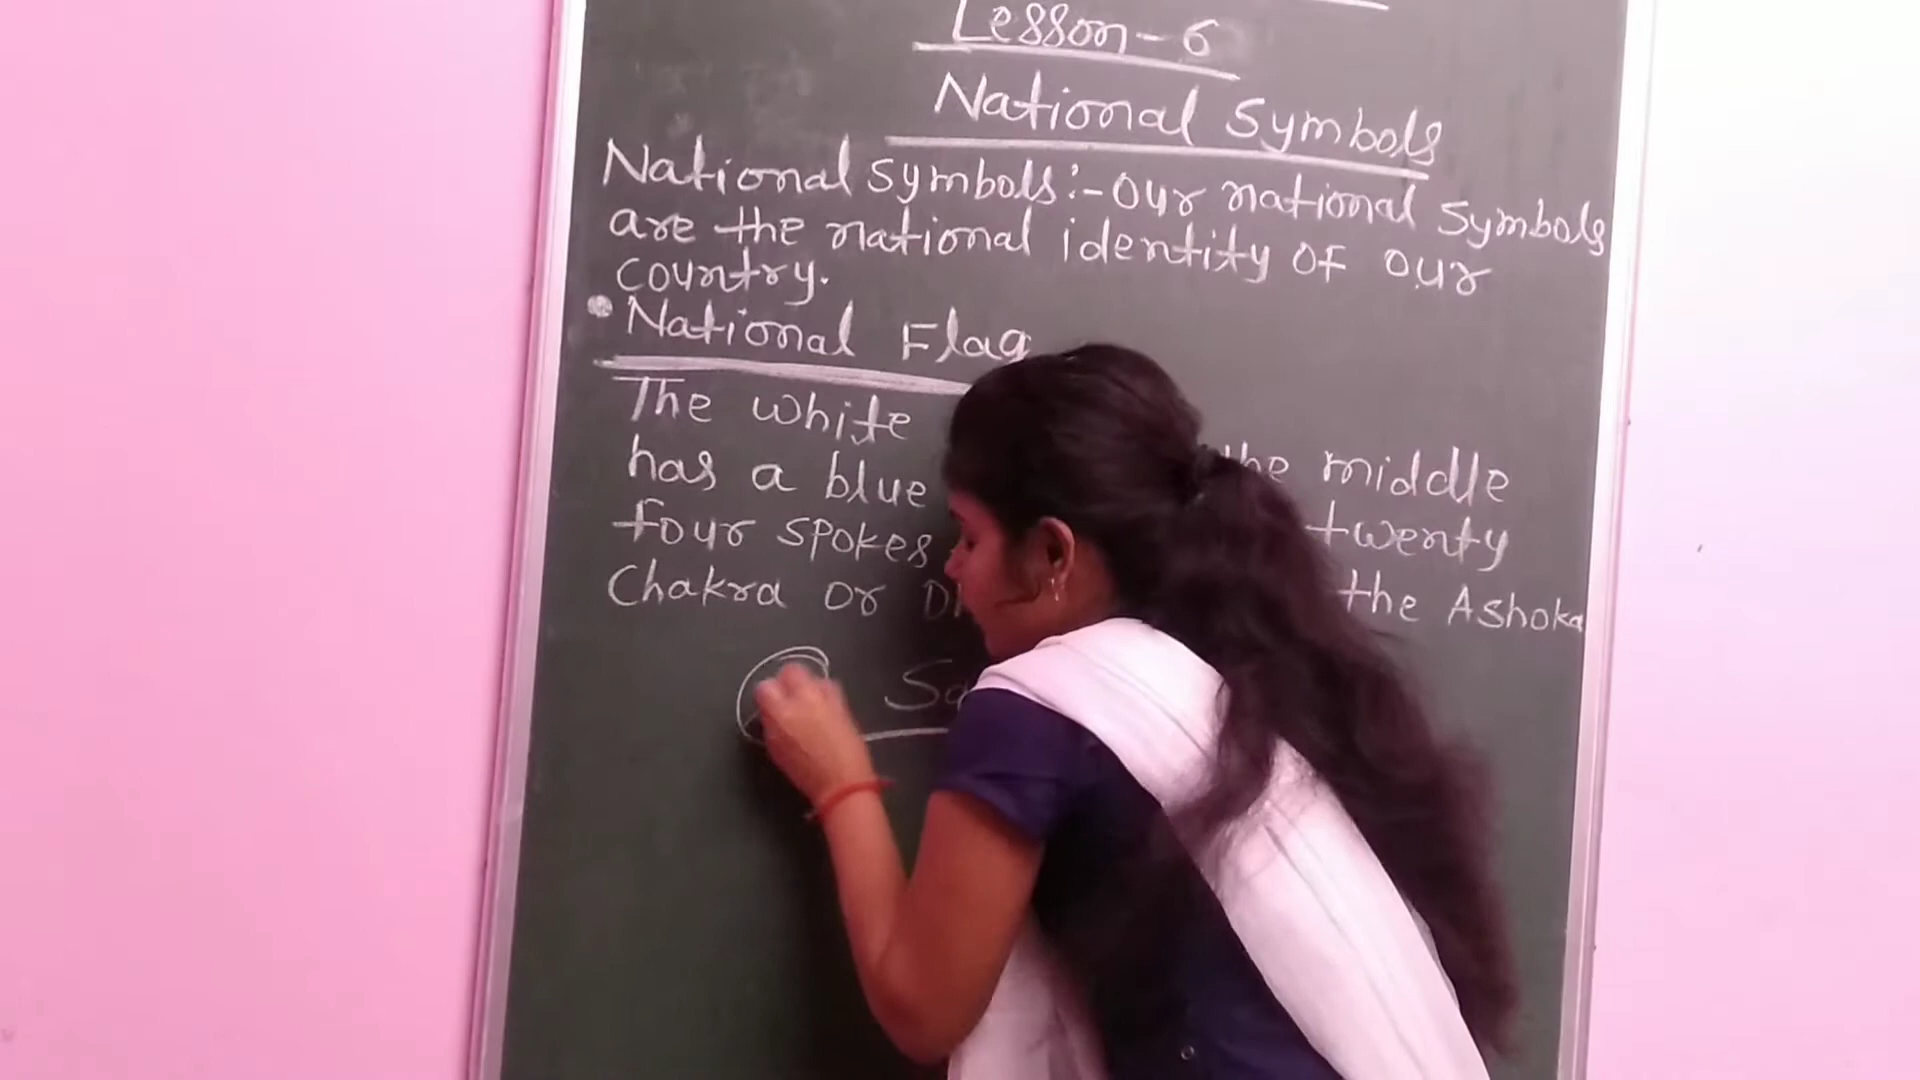 Lesson-6
National Symbols
National Symbols:-Our national Symbols
are the national identity of our
country.
• National Flag
The white the middle
has a blue twenty
four spokes the Ashoka
Chakra or